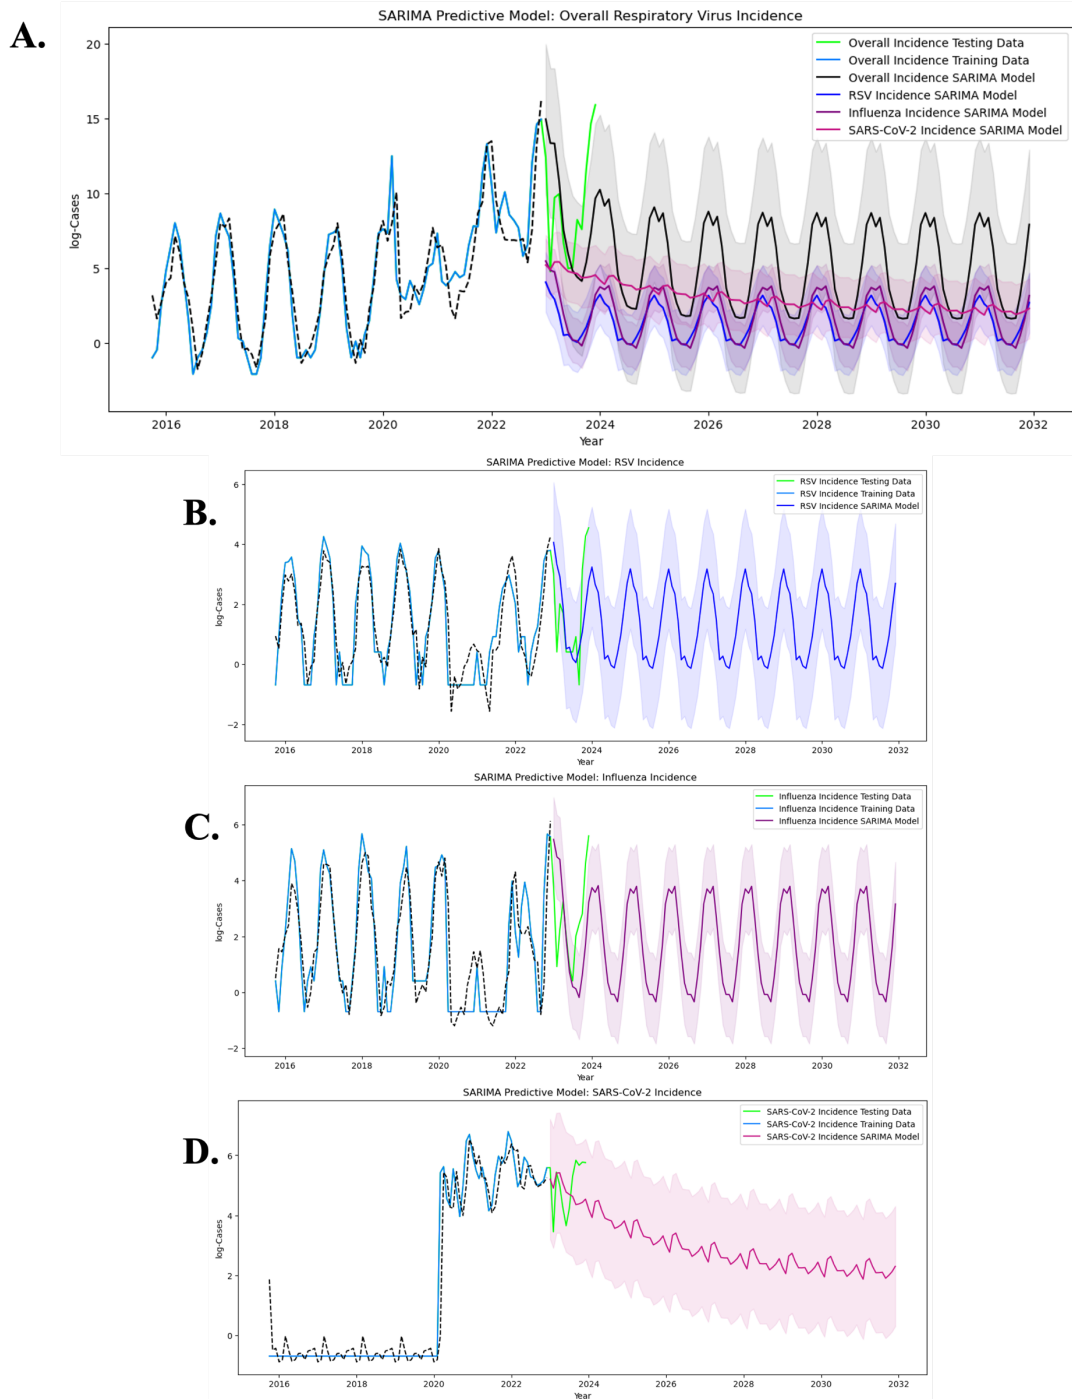 A.
SARIMA Predictive Model: Overall Respiratory Virus Incidence
Overall Incidence Testing Data
Overall Incidence Training Data
Overall Incidence SARIMA Model
RSV Incidence SARIMA Model
Influenza Incidence SARIMA Model
SARS-CoV-2 Incidence SARIMA Model
20
15
10
5
0
log-Cases
2016 2018 2020 2022 2024 2026 2028 2030 2032
Year
B.
SARIMA Predictive Model: RSV Incidence
RSV Incidence Testing Data
RSV Incidence Training Data
RSV Incidence SARIMA Model
6
4
2
0
−2
log-Cases
2016 2018 2020 2022 2024 2026 2028 2030 2032
Year
C.
SARIMA Predictive Model: Influenza Incidence
Influenza Incidence Testing Data
Influenza Incidence Training Data
Influenza Incidence SARIMA Model
6
4
2
0
−2
log-Cases
2016 2018 2020 2022 2024 2026 2028 2030 2032
Year
D.
SARIMA Predictive Model: SARS-CoV-2 Incidence
SARS-CoV-2 Incidence Testing Data
SARS-CoV-2 Incidence Training Data
SARS-CoV-2 Incidence SARIMA Model
6
4
2
0
log-Cases
2016 2018 2020 2022 2024 2026 2028 2030 2032
Year